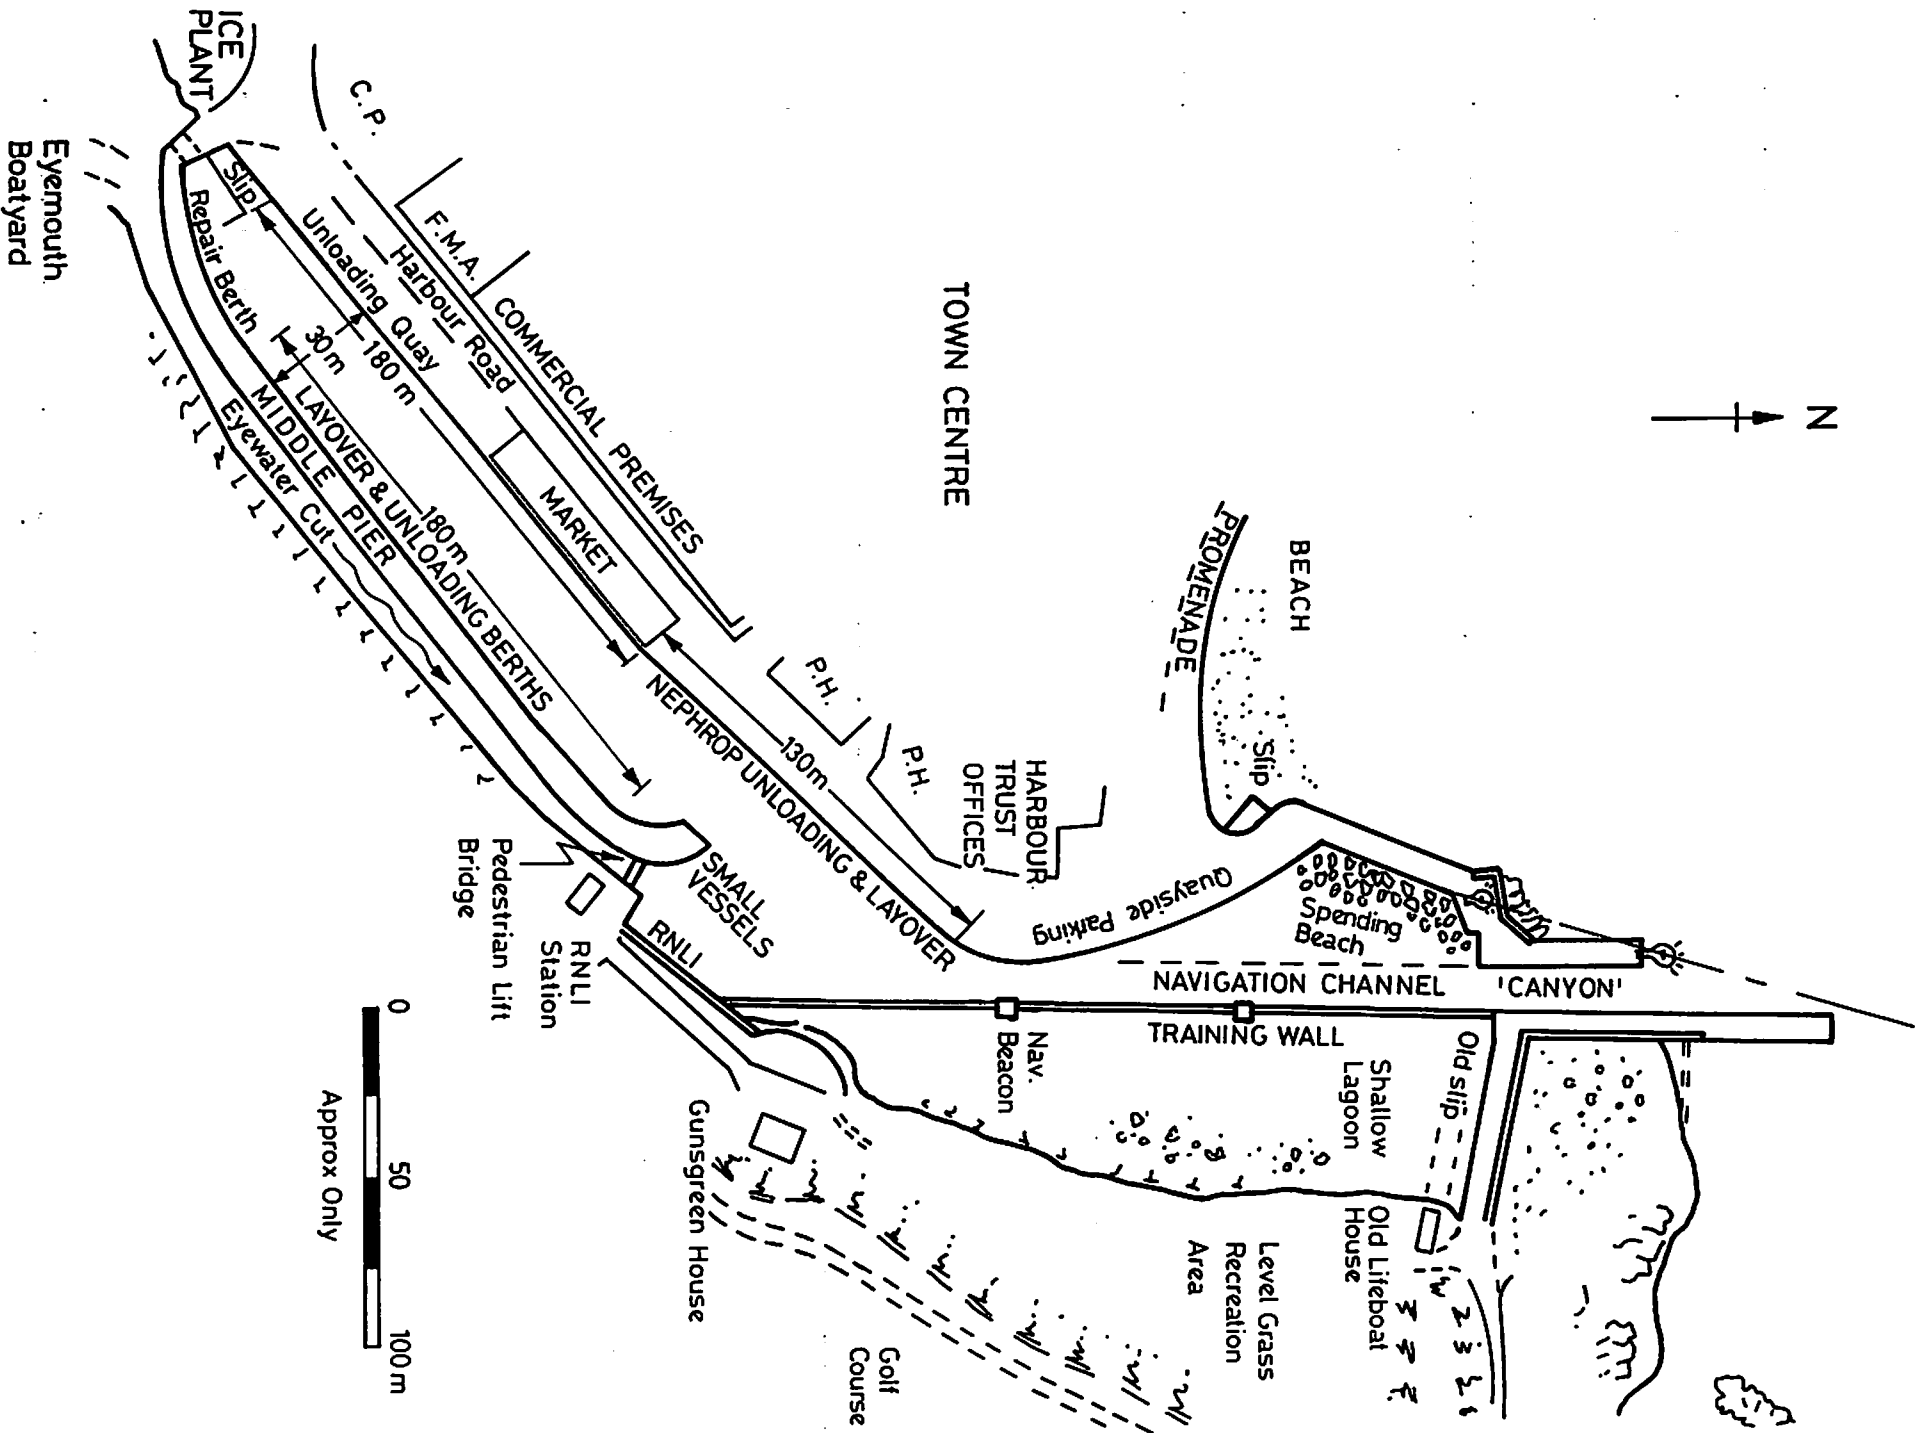 N
BEACH
PROMENADE
Slip
TOWN CENTRE
Spending
Beach
'CANYON'
NAVIGATION CHANNEL
TRAINING WALL
Quayside Parking
HARBOUR
TRUST
OFFICES
P.H.
P.H.
130m
NEPHROP UNLOADING & LAYOVER
COMMERCIAL PREMISES
F.M.A.
C.P.
Harbour Road
Unloading Quay
MARKET
180 m
30m
Slip
Repair Berth
LAYOVER & UNLOADING BERTHS
180m
MIDDLE PIER
Eyewater Cut
ICE
PLANT
Eyemouth
Boatyard
SMALL
VESSELS
RNLI
Pedestrian Lift
Bridge
RNLI
Station
Nav.
Beacon
Old slip
Shallow
Lagoon
Old Lifeboat
House
Level Grass
Recreation
Area
Gunsgreen House
Golf
Course
0 50 100 m
Approx Only